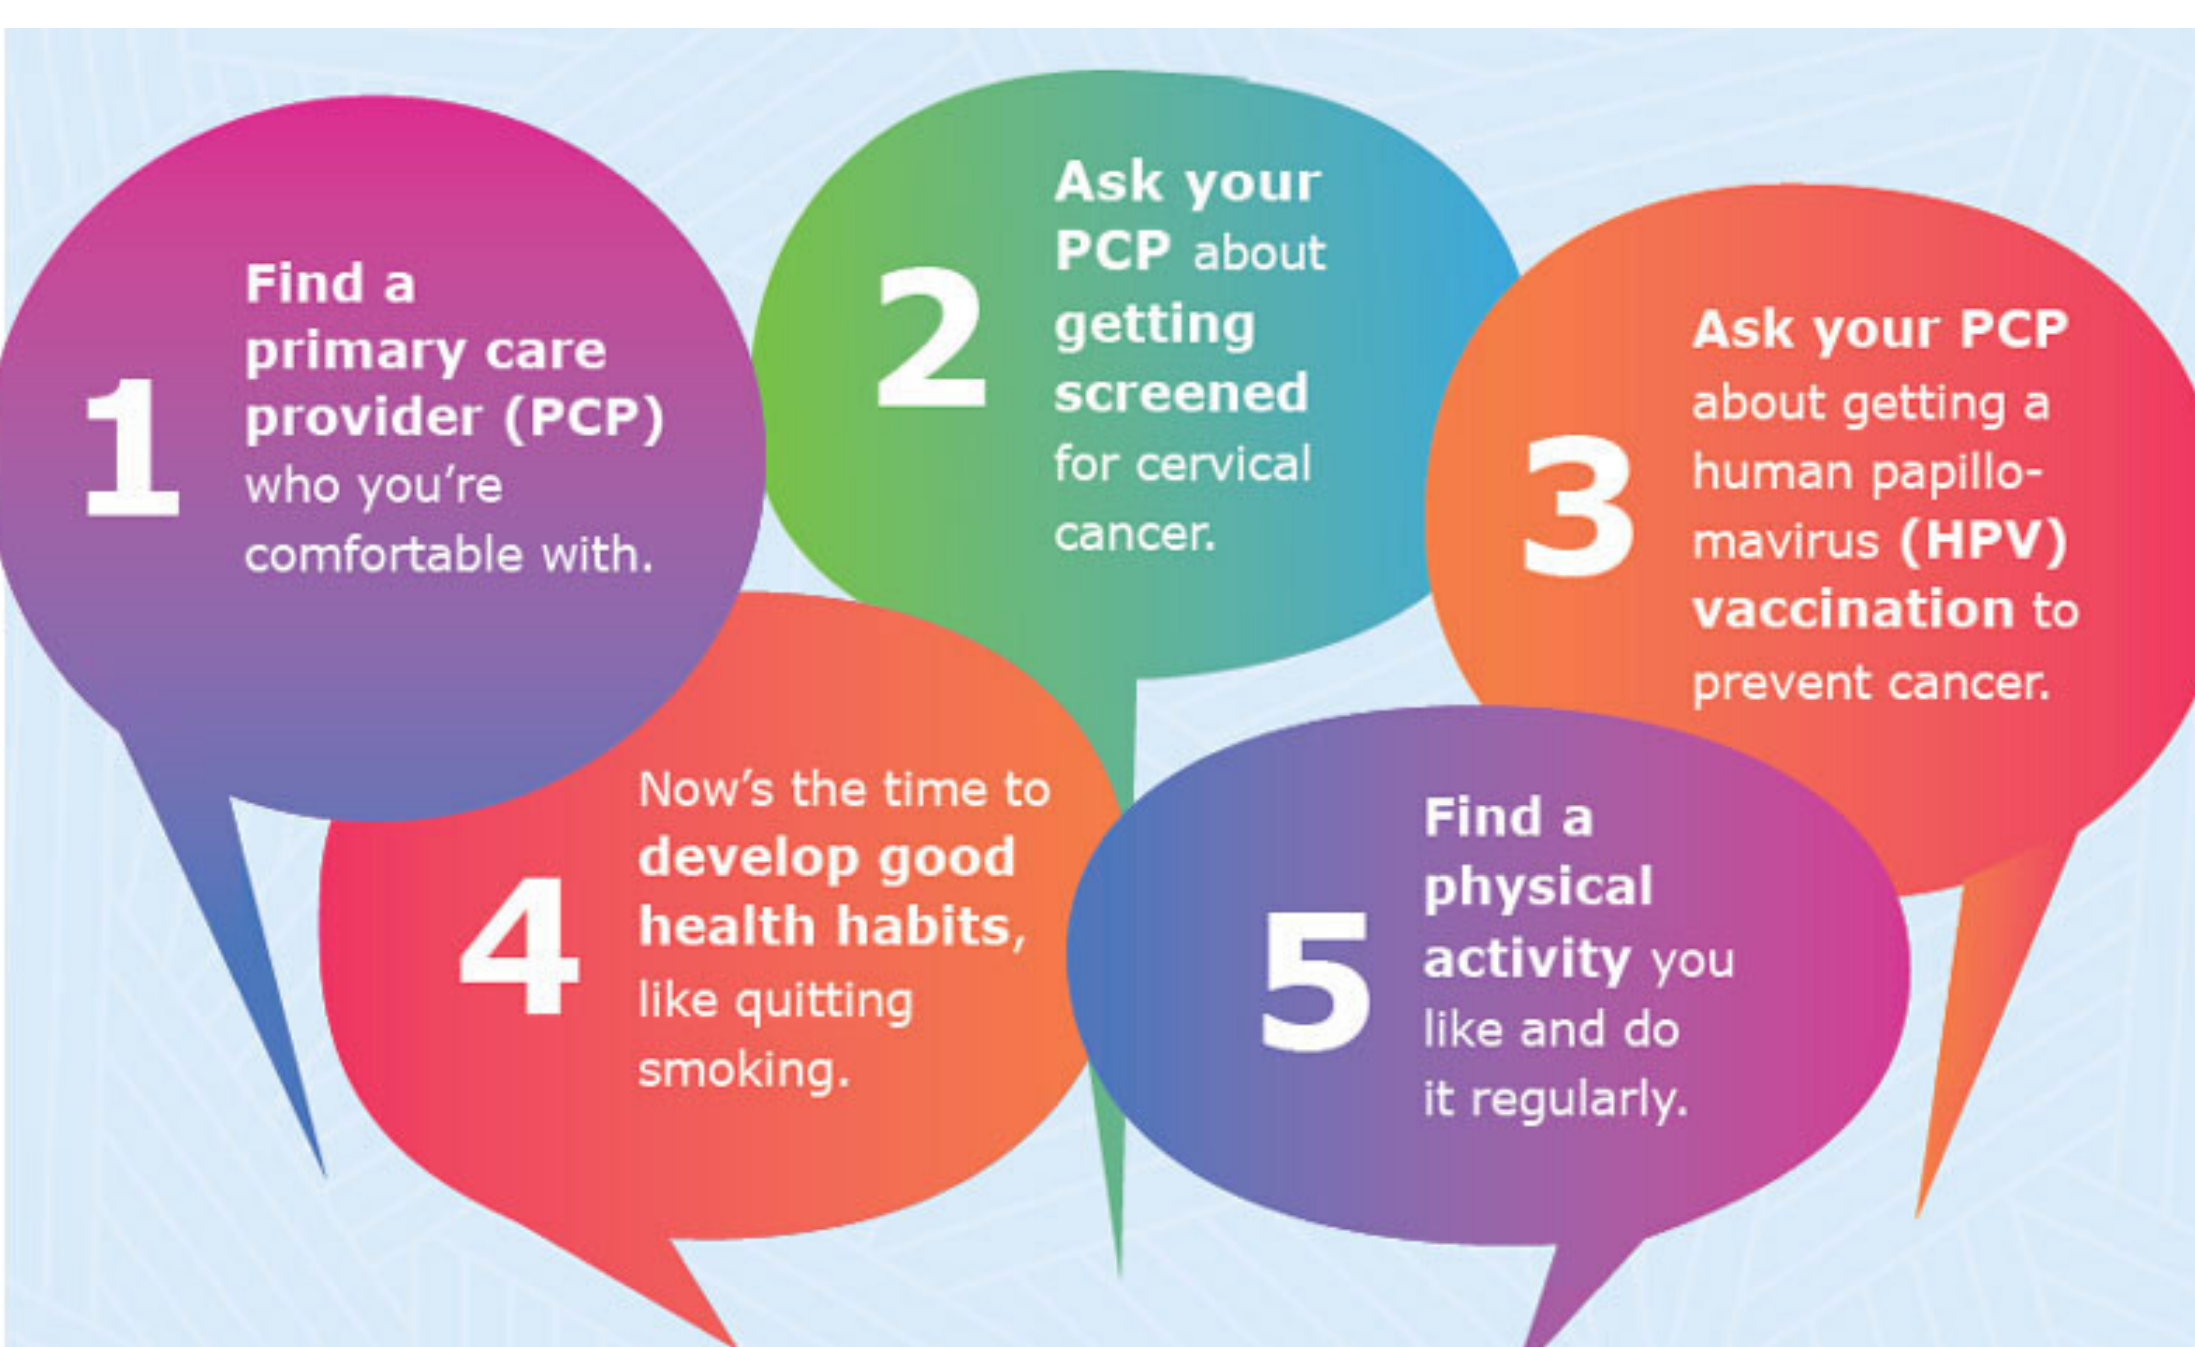 1
Find a
primary care
provider (PCP)
who you're
comfortable with.
2
Ask your
PCP about
getting
screened
for cervical
cancer.
3
Ask your PCP
about getting a
human papillo-
mavirus (HPV)
vaccination to
prevent cancer.
4
Now's the time to
develop good
health habits,
like quitting
smoking.
5
Find a
physical
activity you
like and do
it regularly.